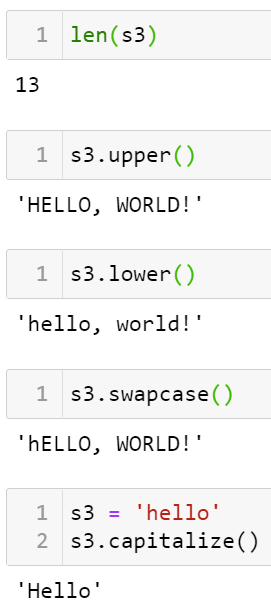 1 len(s3)
13
1 s3.upper()
'HELLO, WORLD!'
1 s3.lower()
'hello, world!'
1 s3.swapcase()
'hELLO, WORLD!'
1 s3 = 'hello'
2 s3.capitalize()
'Hello'